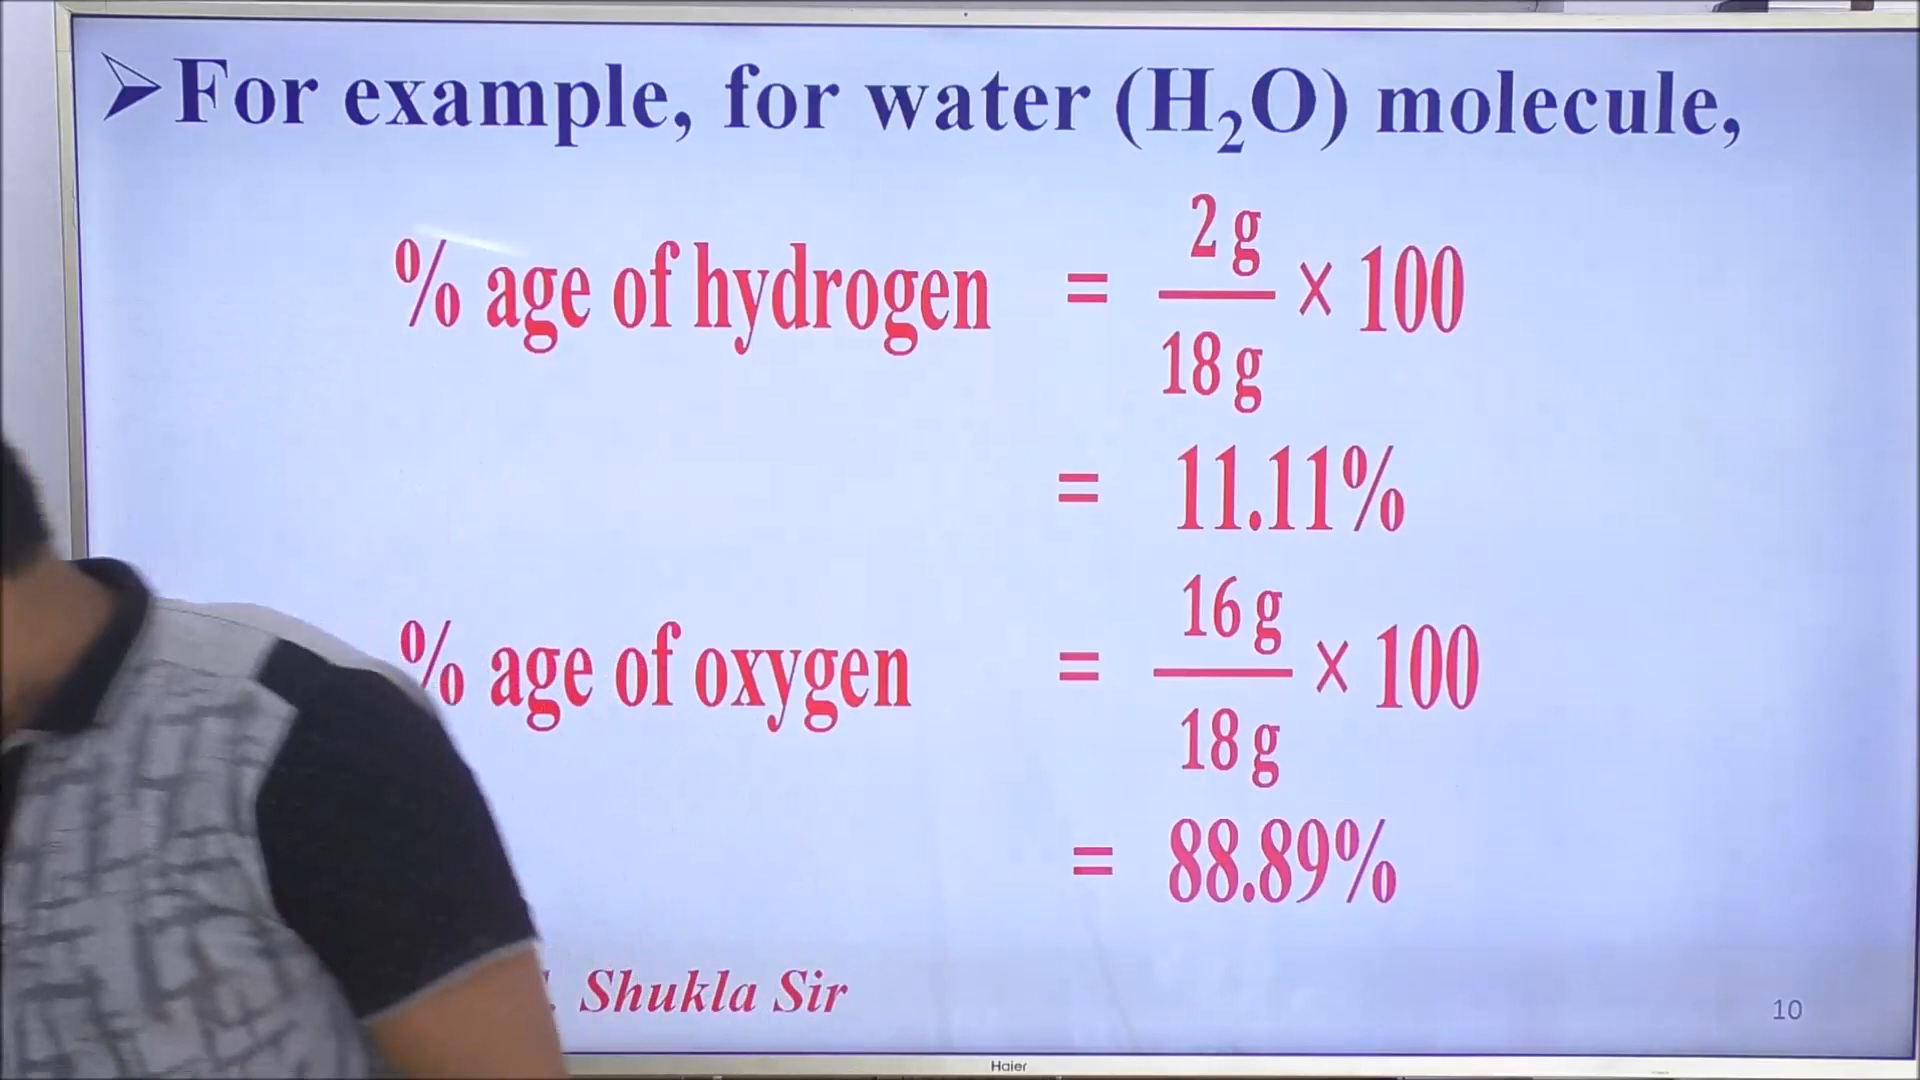 ➢For example, for water (H₂O) molecule,
% age of hydrogen = 2 g / 18 g × 100
= 11.11%
% age of oxygen = 16 g / 18 g × 100
= 88.89%
. Shukla Sir
10
Haier